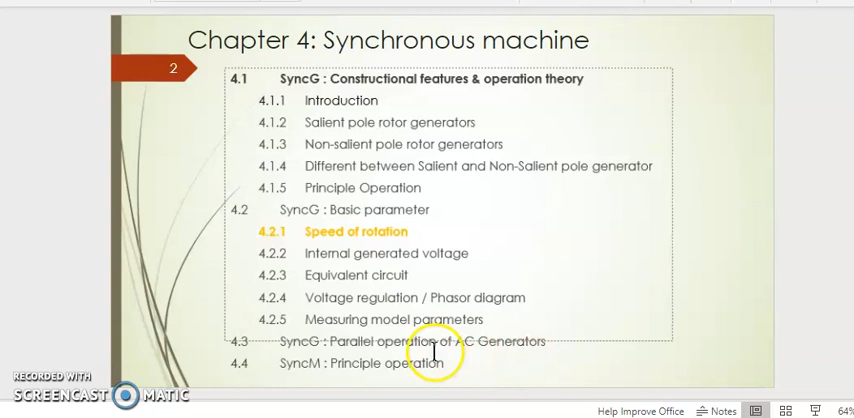 Chapter 4: Synchronous machine
2
4.1 SyncG : Constructional features & operation theory
4.1.1 Introduction
4.1.2 Salient pole rotor generators
4.1.3 Non-salient pole rotor generators
4.1.4 Different between Salient and Non-Salient pole generator
4.1.5 Principle Operation
4.2 SyncG : Basic parameter
4.2.1 Speed of rotation
4.2.2 Internal generated voltage
4.2.3 Equivalent circuit
4.2.4 Voltage regulation / Phasor diagram
4.2.5 Measuring model parameters
4.3 SyncG : Parallel operation of AC Generators
4.4 SyncM : Principle operation
RECORDED WITH
SCREENCAST MATIC
Help Improve Office Notes 64%